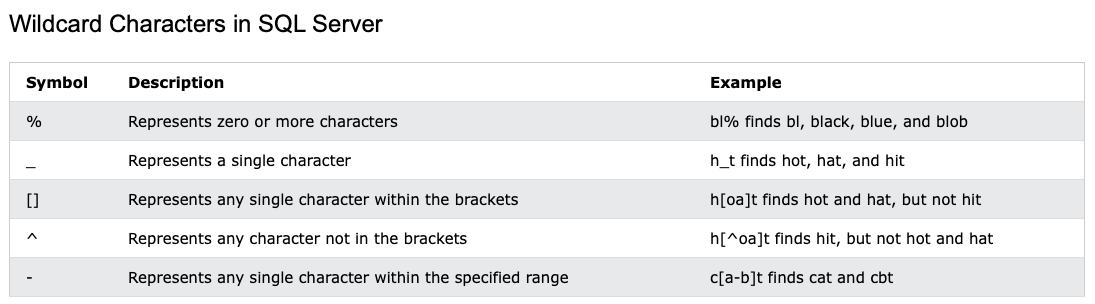 Wildcard Characters in SQL Server
Symbol Description Example
% Represents zero or more characters bl% finds bl, black, blue, and blob
_ Represents a single character h_t finds hot, hat, and hit
[] Represents any single character within the brackets h[oa]t finds hot and hat, but not hit
^ Represents any character not in the brackets h[^oa]t finds hit, but not hot and hat
- Represents any single character within the specified range c[a-b]t finds cat and cbt